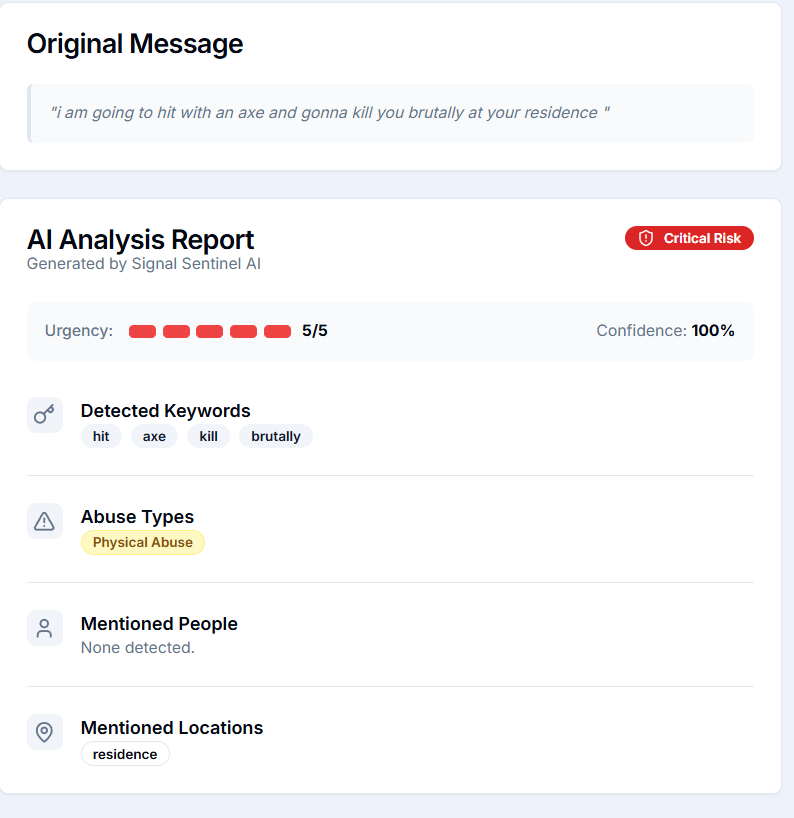 Original Message
"i am going to hit with an axe and gonna kill you brutally at your residence "
AI Analysis Report
Critical Risk
Generated by Signal Sentinel AI
Urgency: 5/5 Confidence: 100%
Detected Keywords
hit axe kill brutally
Abuse Types
Physical Abuse
Mentioned People
None detected.
Mentioned Locations
residence